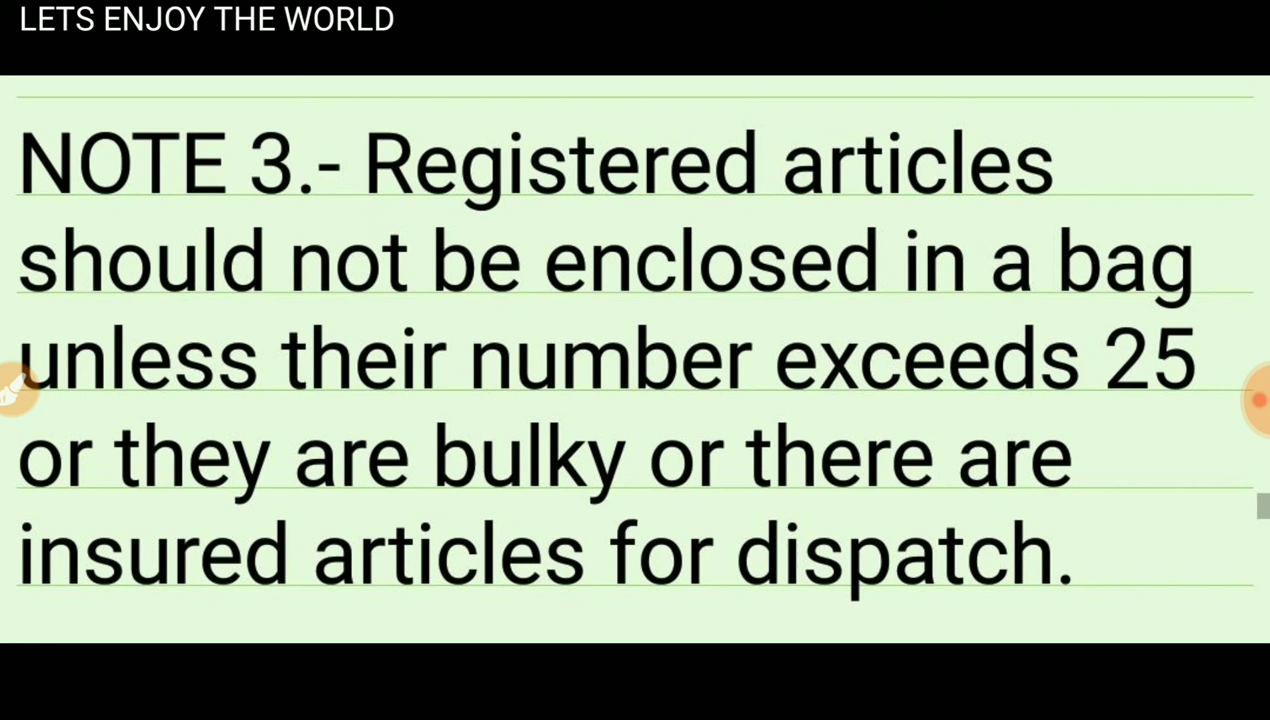 LETS ENJOY THE WORLD
NOTE 3.- Registered articles
should not be enclosed in a bag
unless their number exceeds 25
or they are bulky or there are
insured articles for dispatch.